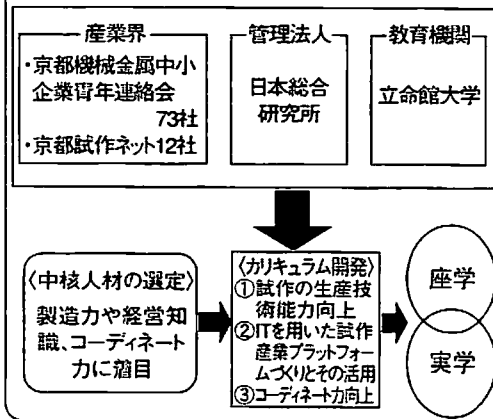 産業界
・京都機械金属中小
企業青年連絡会
73社
・京都試作ネット12社
管理法人
日本総合
研究所
教育機関
立命館大学
〈中核人材の選定〉
製造力や経営知
識、コーディネート
力に着目
〈カリキュラム開発〉
①試作の生産技
術能力向上
②ITを用いた試作
産業プラットフォー
ムづくりとその活用
③コーディネート力向上
座学
実学